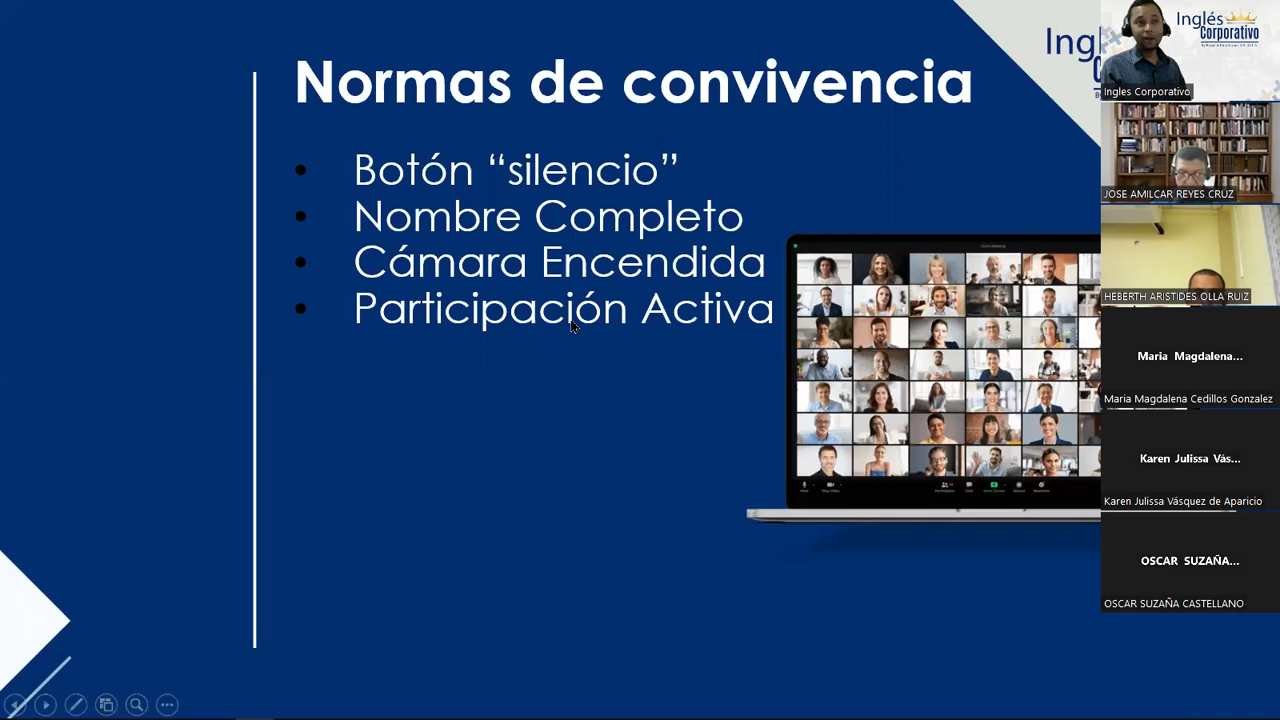 Normas de convivencia
• Botón “silencio”
• Nombre Completo
• Cámara Encendida
• Participación Activa
Ing
Inglés
Corporativo
Ingles Corporativo
JOSE AMILCAR REYES CRUZ
HEBERTH ARISTIDES OLLA RUIZ
Maria Magdalena...
Maria Magdalena Cedillos Gonzalez
Karen Julissa Vás...
Karen Julissa Vásquez de Aparicio
OSCAR SUZAÑA...
OSCAR SUZAÑA CASTELLANO